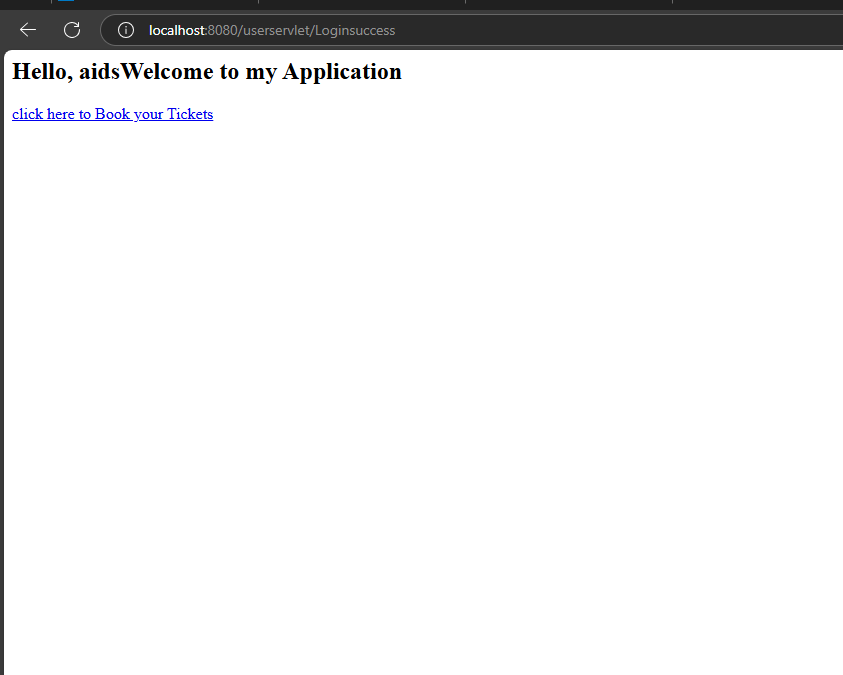 localhost:8080/userservlet/Loginsuccess
Hello, aidsWelcome to my Application
click here to Book your Tickets